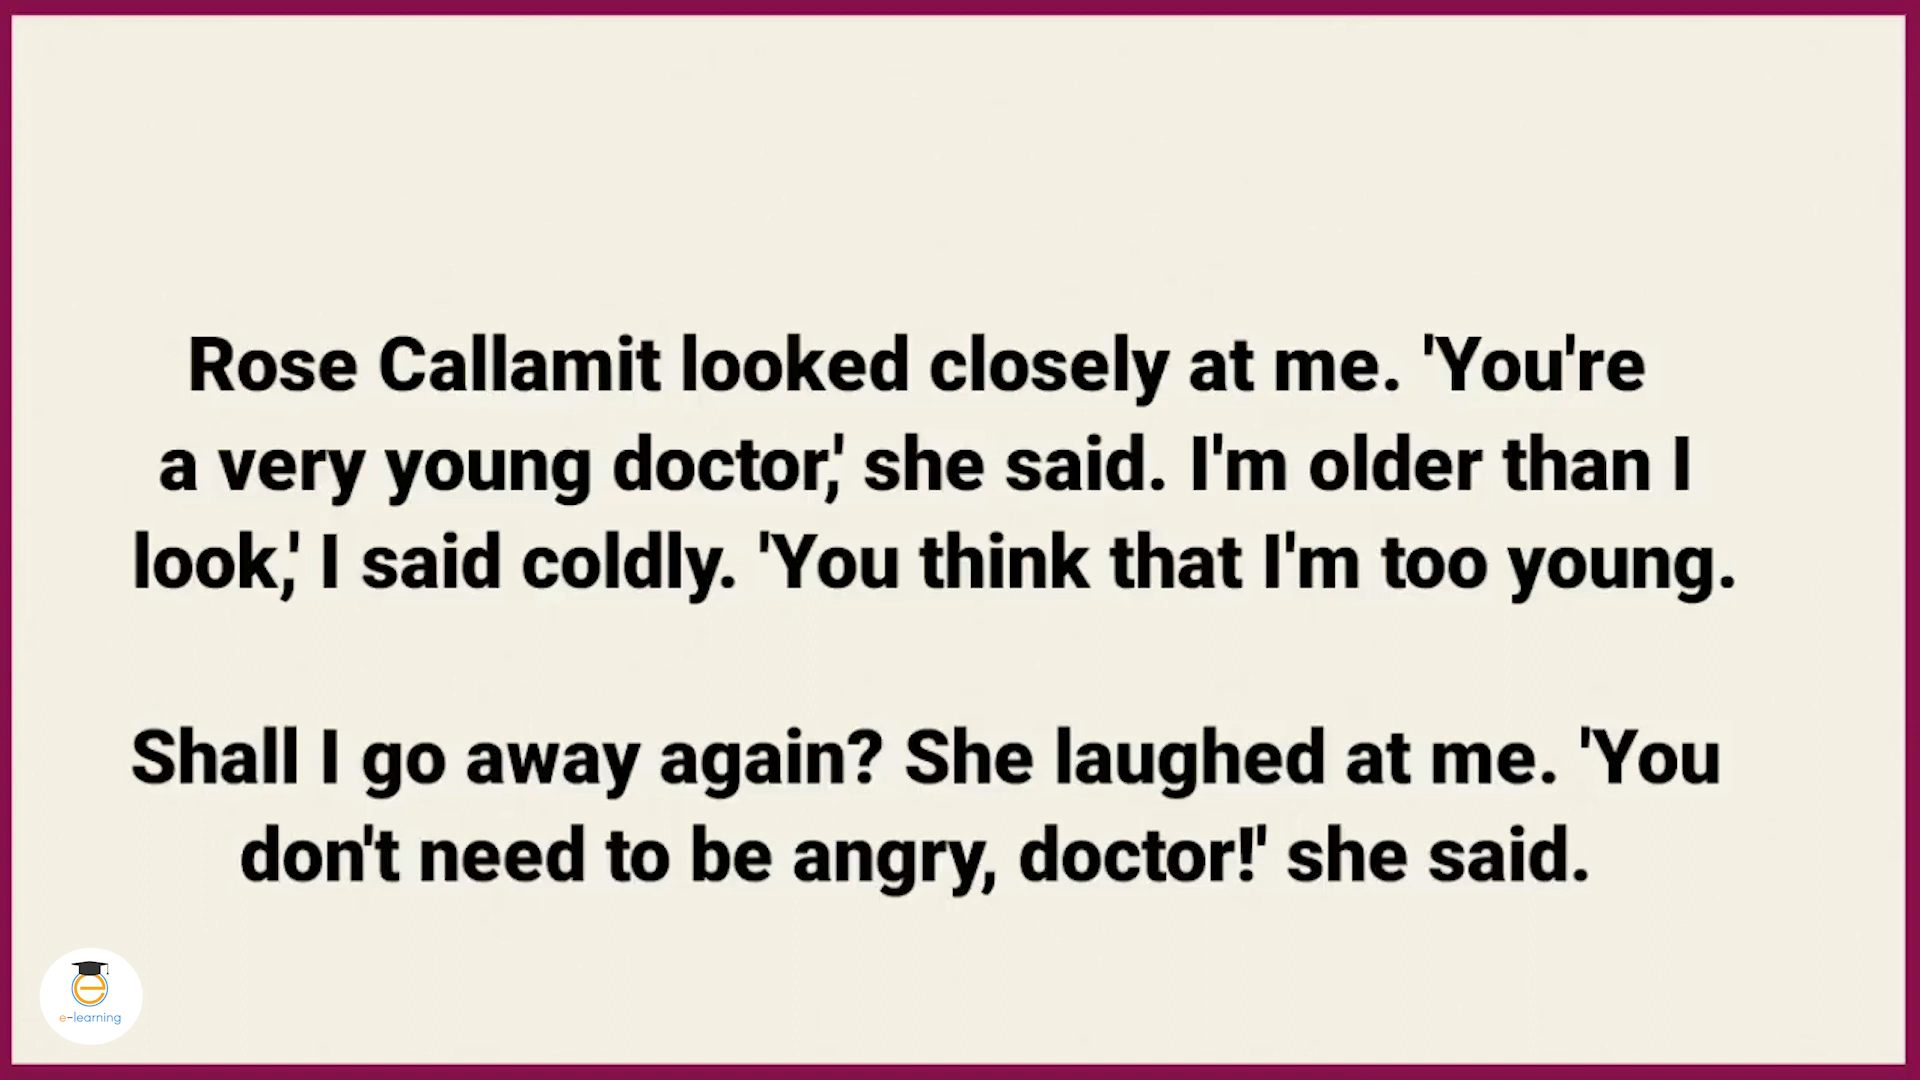 Rose Callamit looked closely at me. 'You're
a very young doctor,' she said. I'm older than I
look,' I said coldly. 'You think that I'm too young.
Shall I go away again? She laughed at me. 'You
don't need to be angry, doctor!' she said.
e-learning